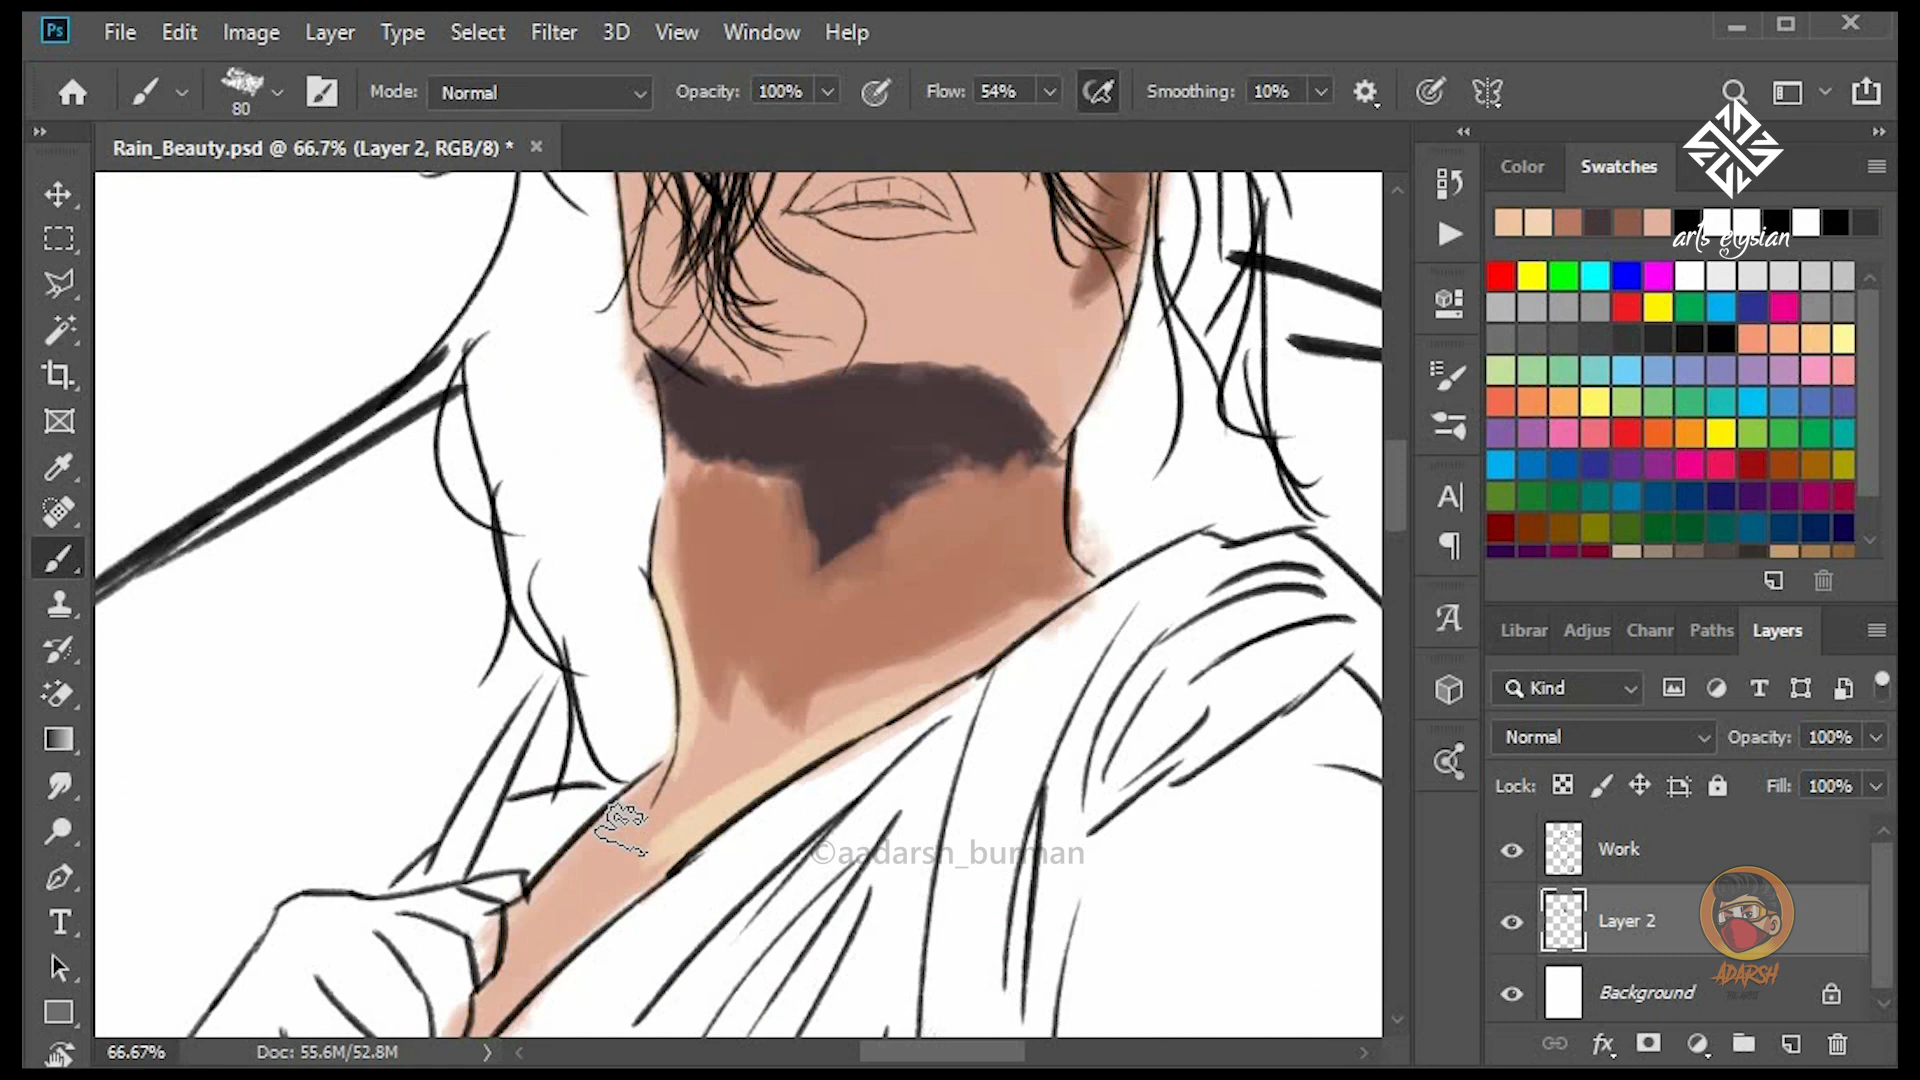 Ps File Edit Image Layer Type Select Filter 3D View Window Help
80 Mode: Normal Opacity: 100% Flow: 54% Smoothing: 10%
Rain_Beauty.psd @ 66.7% (Layer 2, RGB/8) *
Color Swatches
arts elysian
Librar Adjus Chanr Paths Layers
Kind
Normal Opacity: 100%
Lock: Fill: 100%
Work
©aadarsh_burman
Layer 2
ADARSH
Background
66.67% Doc: 55.6M/52.8M
fx